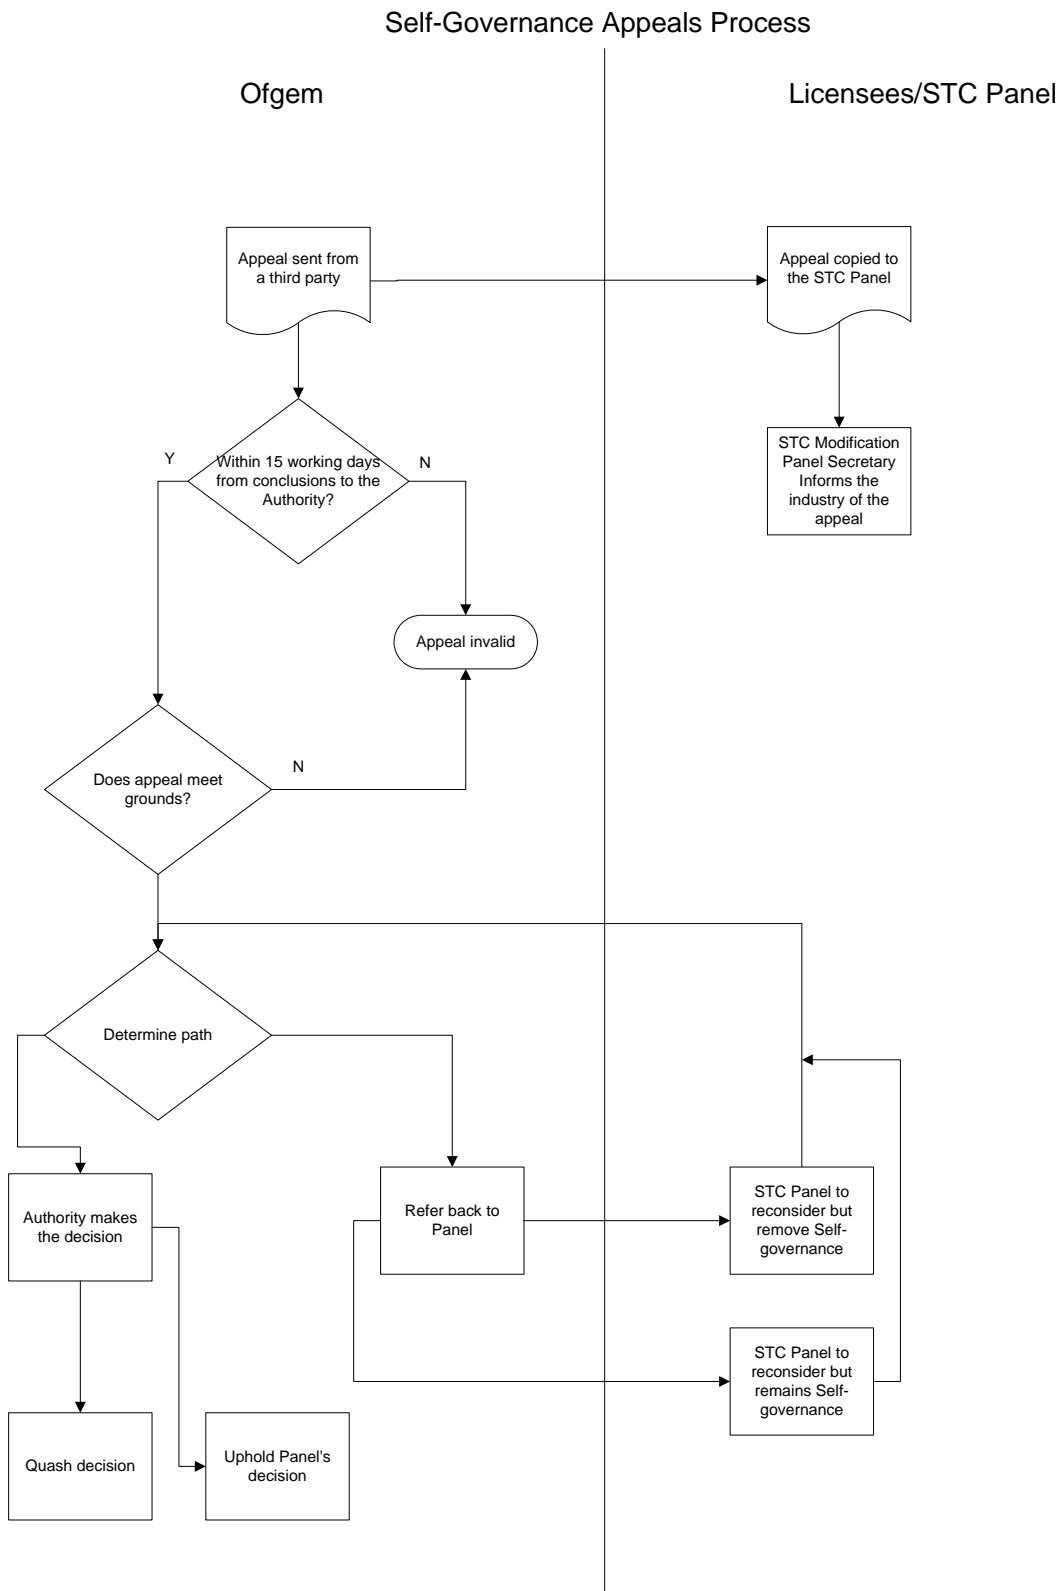 Self-Governance Appeals Process
Ofgem
Licensees/STC Panel
Appeal sent from
a third party
Appeal copied to
the STC Panel
Y
Within 15 working days
from conclusions to the
Authority?
N
STC Modification
Panel Secretary
Informs the
industry of the
appeal
Appeal invalid
Does appeal meet
grounds?
N
Determine path
Authority makes
the decision
Refer back to
Panel
STC Panel to
reconsider but
remove Self-
governance
STC Panel to
reconsider but
remains Self-
governance
Quash decision
Uphold Panel's
decision